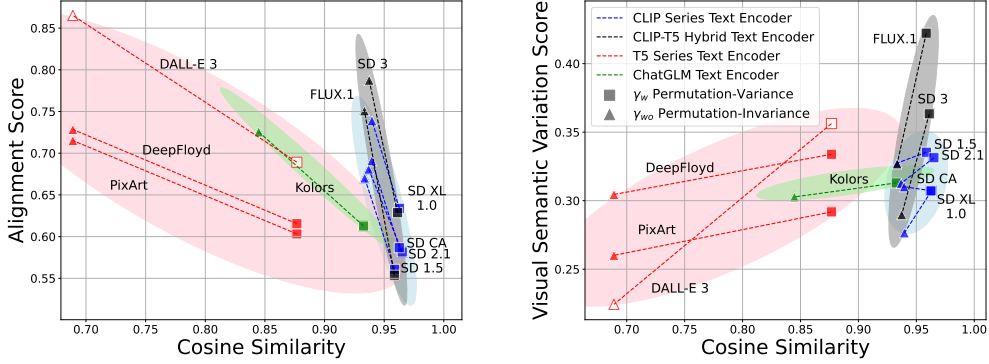 Alignment Score
0.85
0.80
0.75
0.70
0.65
0.60
0.55
DALL-E 3
SD 3
FLUX.1
DeepFloyd
PixArt
Kolors
SD XL
1.0
SD CA
SD 2.1
SD 1.5
0.70
0.75
0.80
0.85
0.90
0.95
1.00
Cosine Similarity
Visual Semantic Variation Score
0.40
0.35
0.30
0.25
CLIP Series Text Encoder
CLIP-T5 Hybrid Text Encoder
T5 Series Text Encoder
ChatGLM Text Encoder
γw Permutation-Variance
γwo Permutation-Invariance
FLUX.1
SD 3
SD 1.5
SD 2.1
DeepFloyd
Kolors
SD CA
SD XL
1.0
PixArt
DALL-E 3
0.70
0.75
0.80
0.85
0.90
0.95
1.00
Cosine Similarity